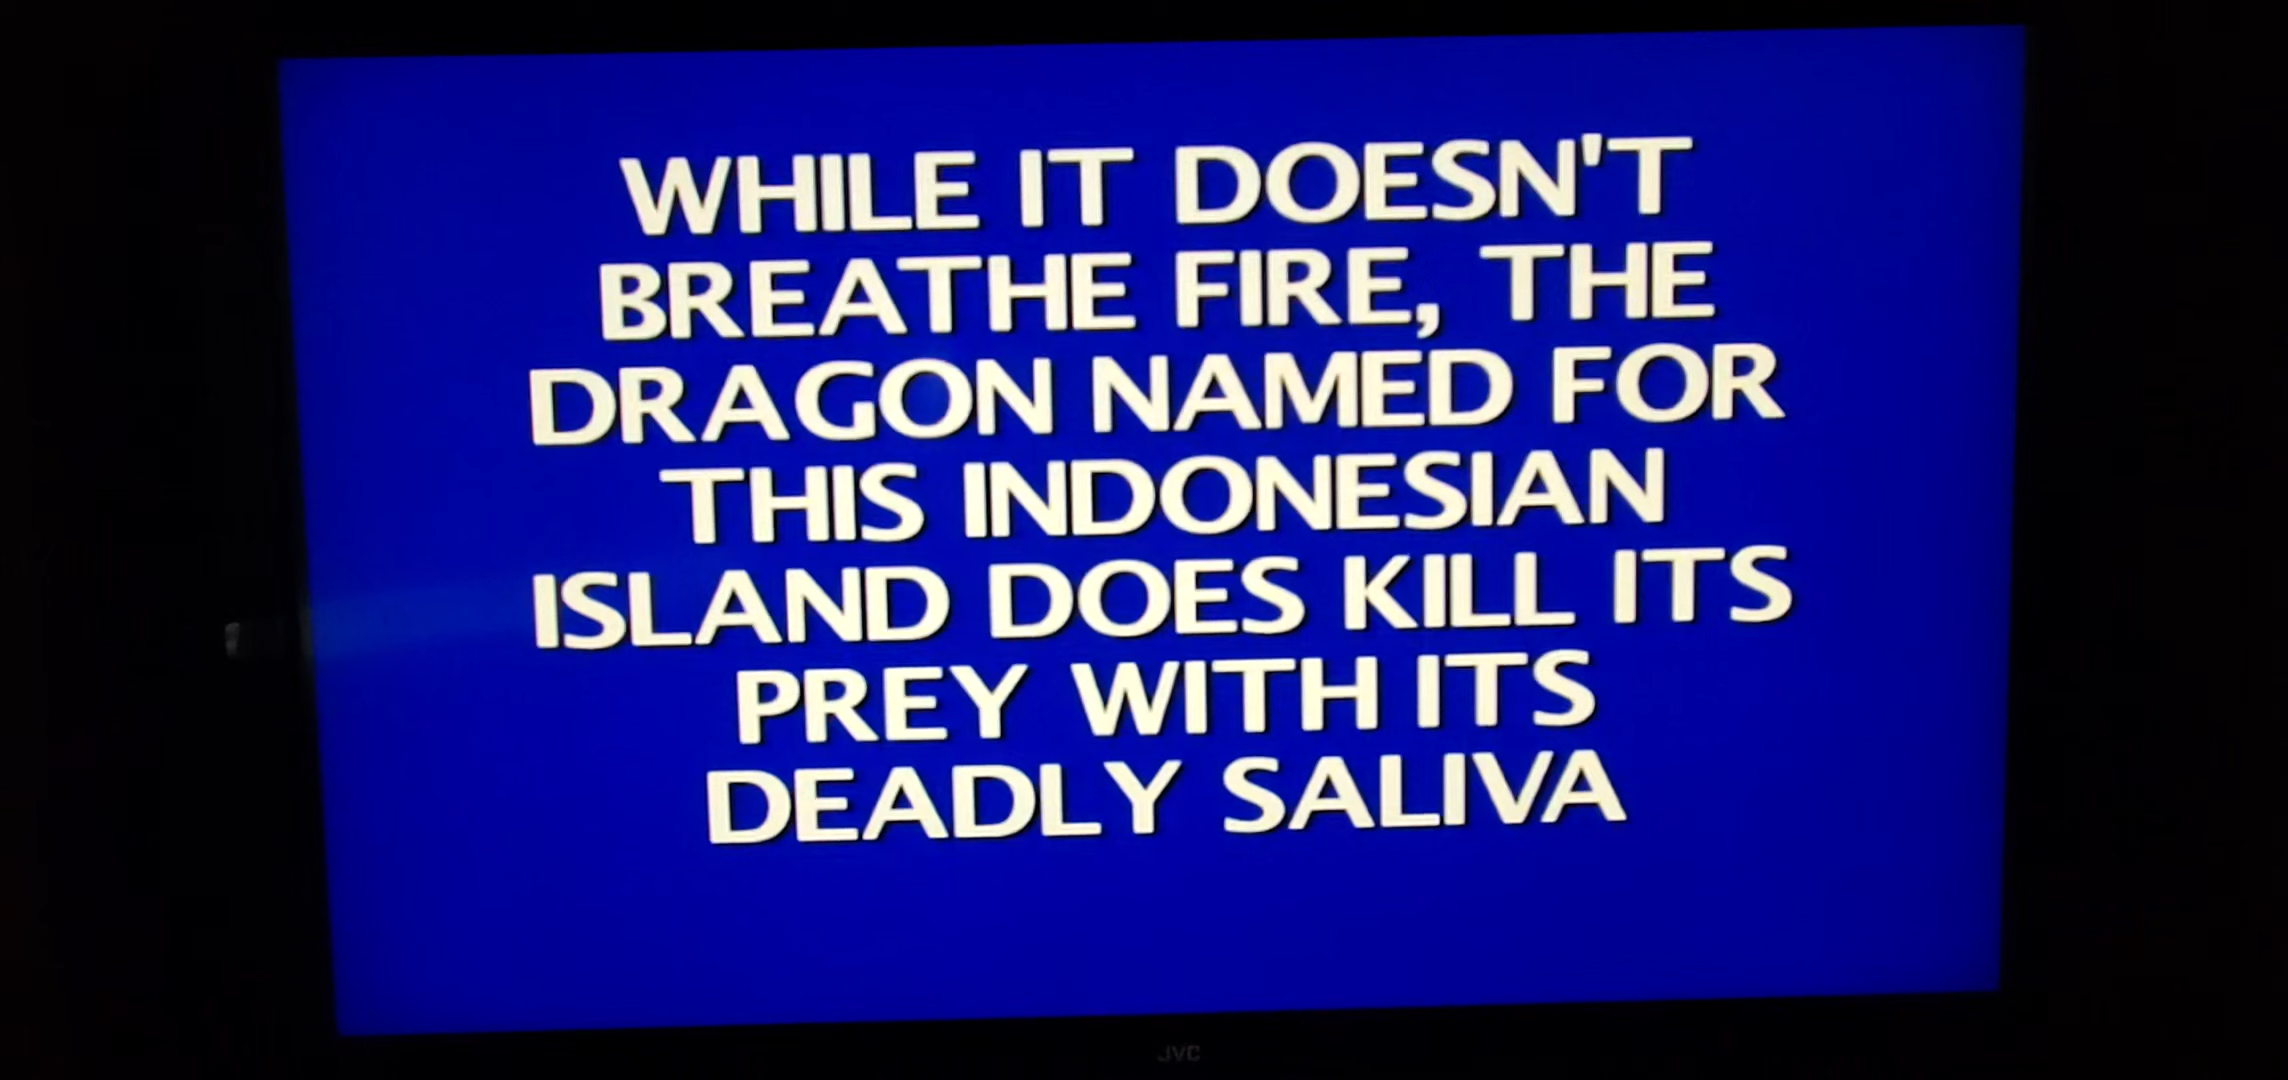 WHILE IT DOESN'T
BREATHE FIRE, THE
DRAGON NAMED FOR
THIS INDONESIAN
ISLAND DOES KILL ITS
PREY WITH ITS
DEADLY SALIVA
JVC